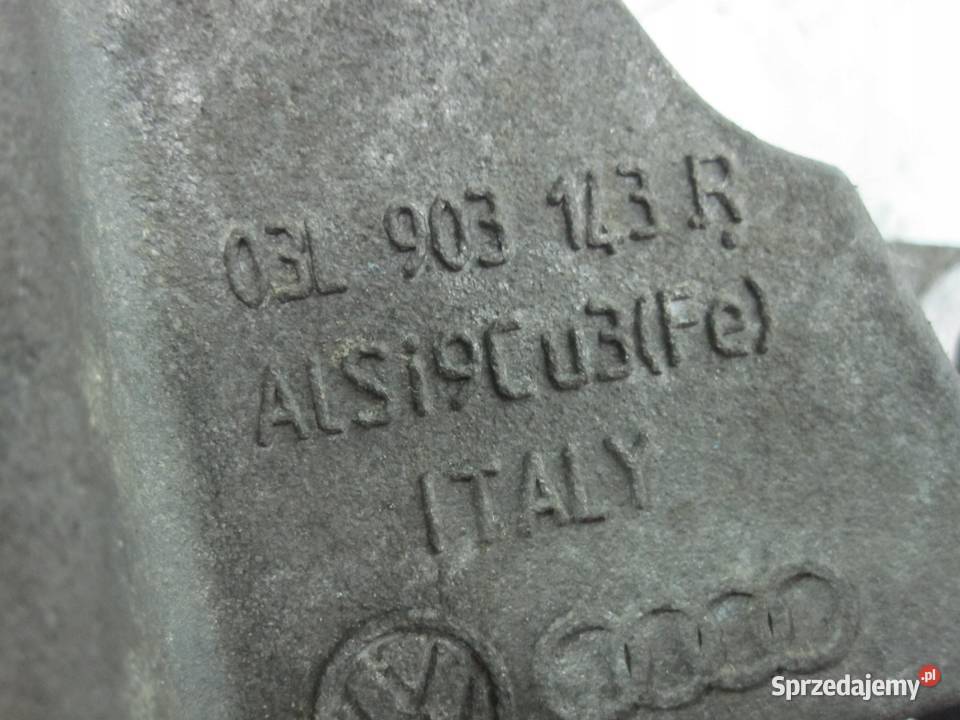 03L 903 143 R
AlSi9Cu3(Fe)
ITALY
Sprzedajemy.pl